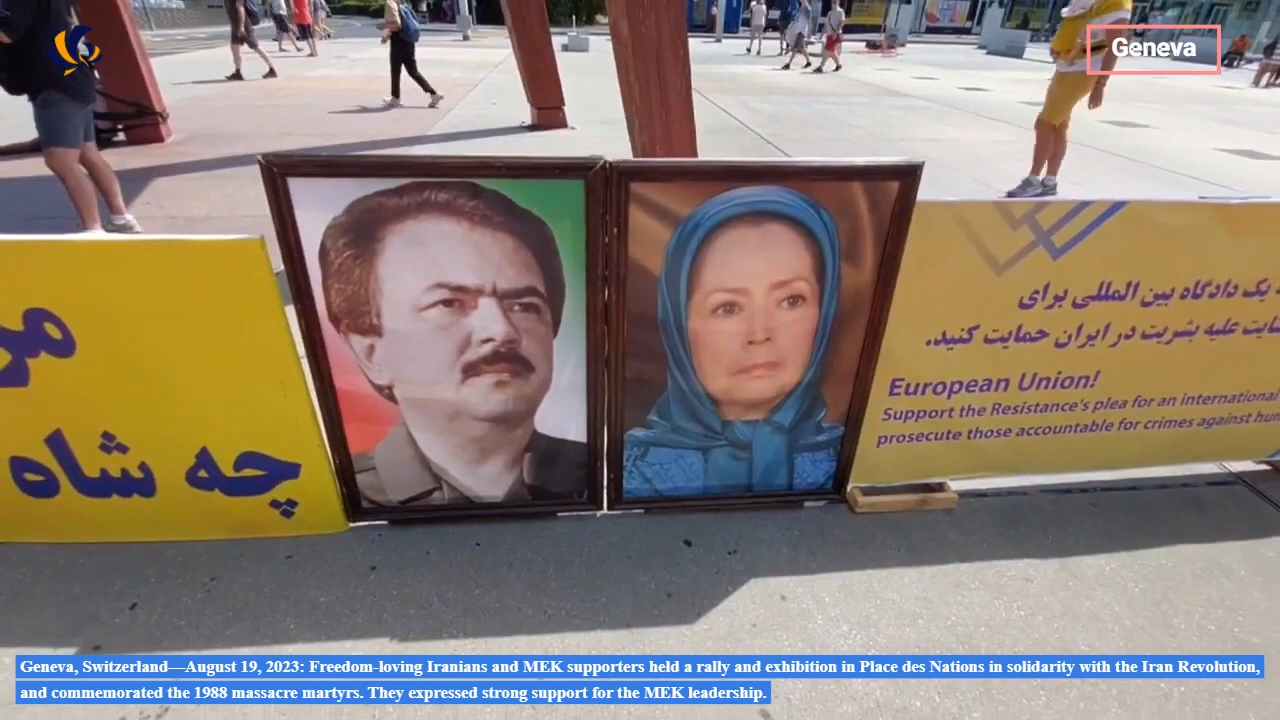 Geneva
چه شاه
یک دادگاه بین المللی برای
علیه بشریت در ایران حمایت کنید.
European Union!
Support the Resistance's plea for an international
prosecute those accountable for crimes against
Geneva, Switzerland—August 19, 2023: Freedom-loving Iranians and MEK supporters held a rally and exhibition in Place des Nations in solidarity with the Iran Revolution,
and commemorated the 1988 massacre martyrs. They expressed strong support for the MEK leadership.